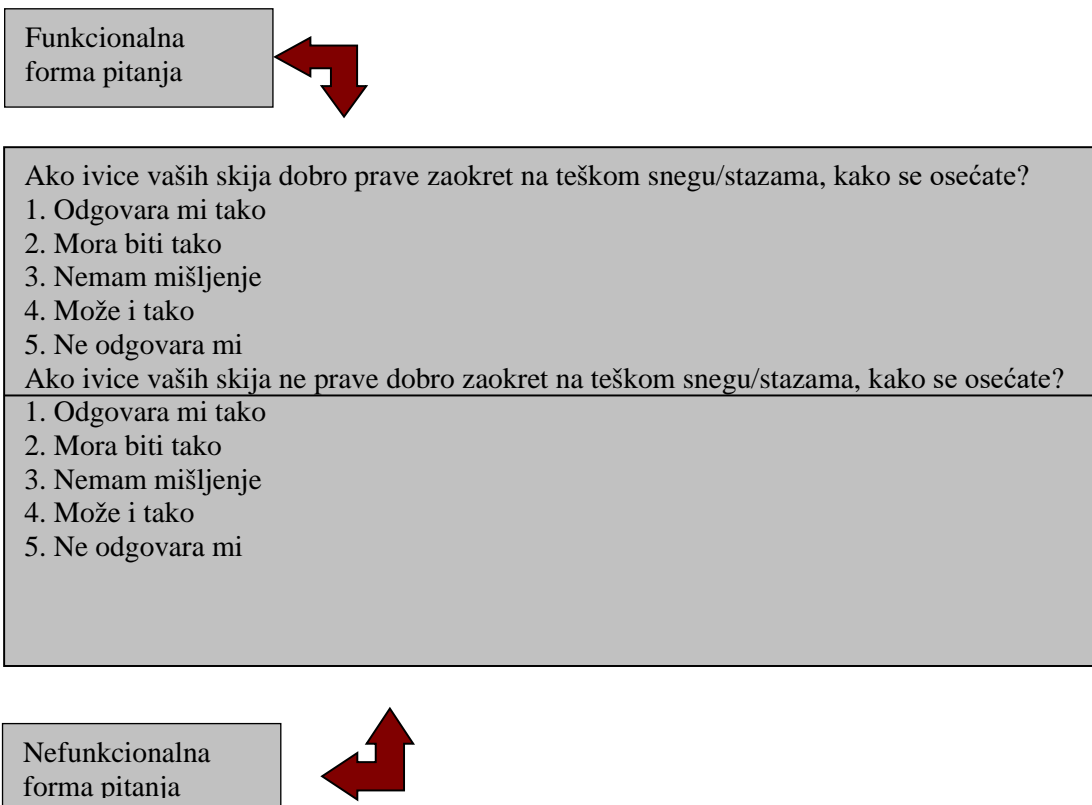 Funkcionalna
forma pitanja
Ako ivice vaših skija dobro prave zaokret na teškom snegu/stazama, kako se osećate?
1. Odgovara mi tako
2. Mora biti tako
3. Nemam mišljenje
4. Može i tako
5. Ne odgovara mi
Ako ivice vaših skija ne prave dobro zaokret na teškom snegu/stazama, kako se osećate?
1. Odgovara mi tako
2. Mora biti tako
3. Nemam mišljenje
4. Može i tako
5. Ne odgovara mi
Nefunkcionalna
forma pitanja